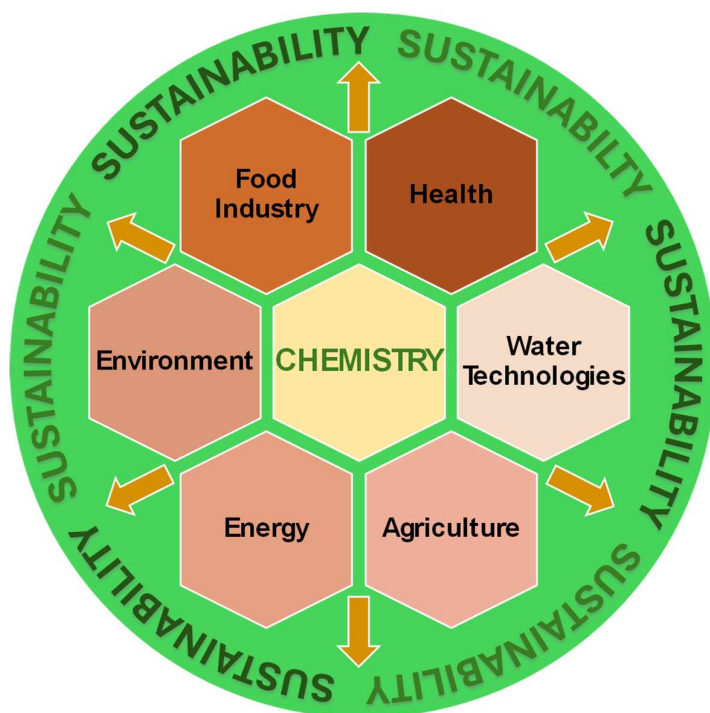 SUSTAINABILITY
SUSTAINABILTY
SUSTAINABILITY
SUSTAINABILITY
SUSTAINABILITY
SUSTAINABILITY
Food
Industry
Health
Environment
CHEMISTRY
Water
Technologies
Energy
Agriculture